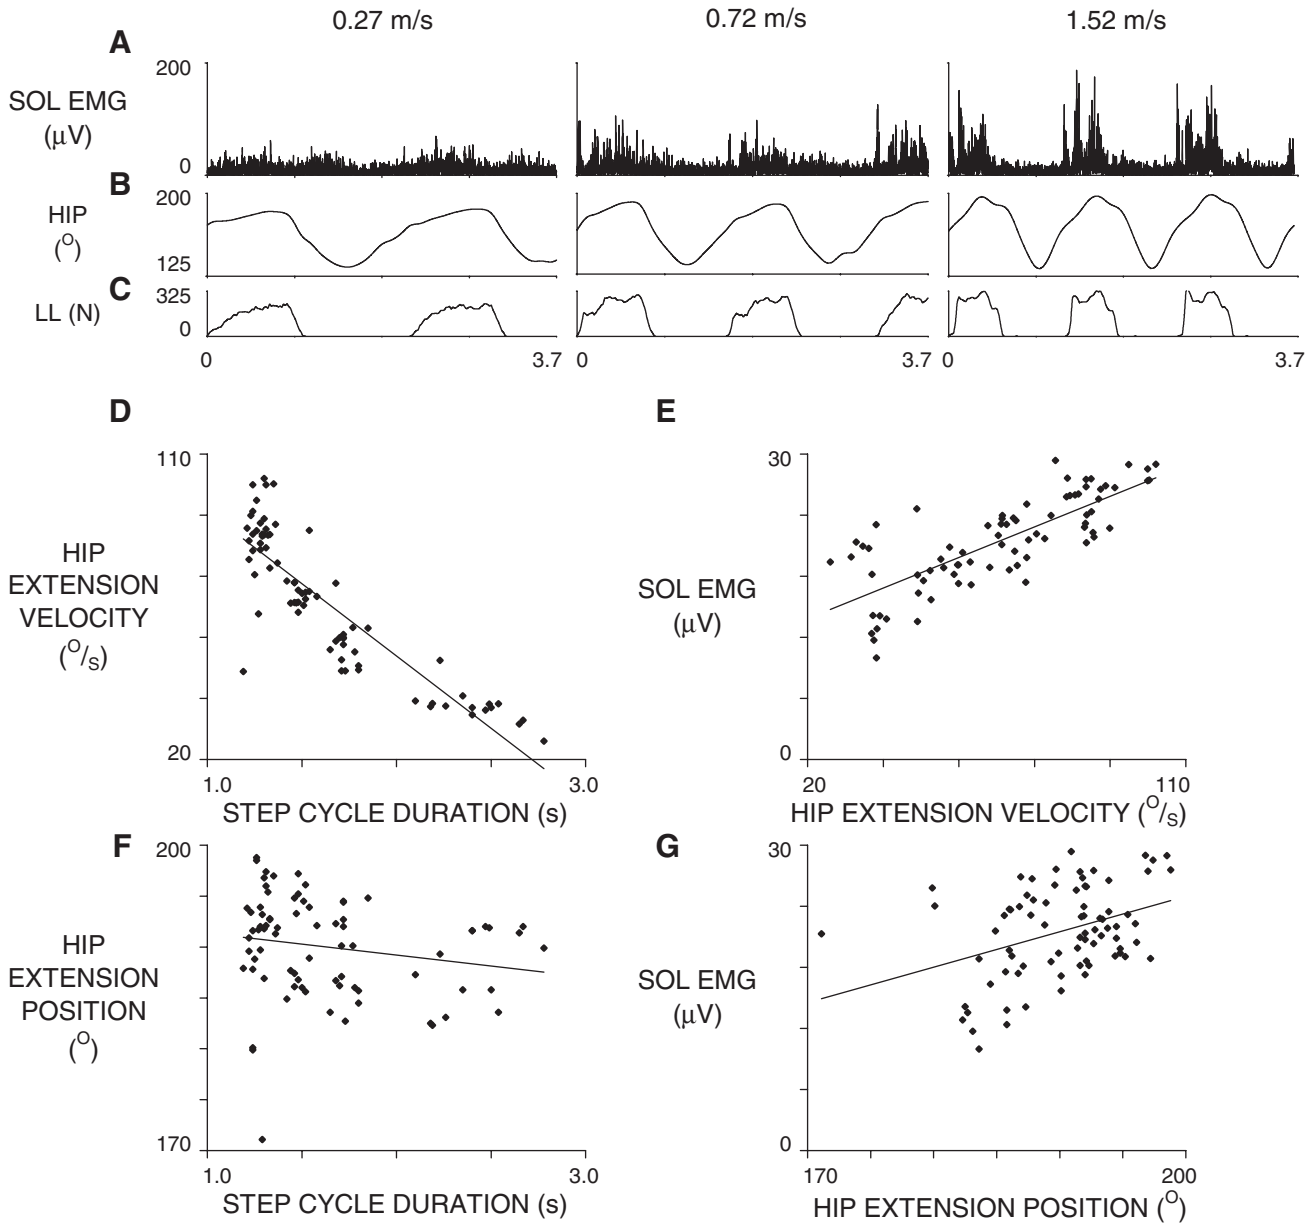 0.27 m/s 0.72 m/s 1.52 m/s
A
SOL EMG
(μV)
200
0
B
HIP
(O)
200
125
C
LL (N)
325
0
0 3.7 0 3.7 0 3.7
D
HIP
EXTENSION
VELOCITY
(O/s)
110
20
1.0 3.0
STEP CYCLE DURATION (s)
E
SOL EMG
(μV)
30
0
20 110
HIP EXTENSION VELOCITY (O/s)
F
HIP
EXTENSION
POSITION
(O)
200
170
1.0 3.0
STEP CYCLE DURATION (s)
G
SOL EMG
(μV)
30
0
170 200
HIP EXTENSION POSITION (O)